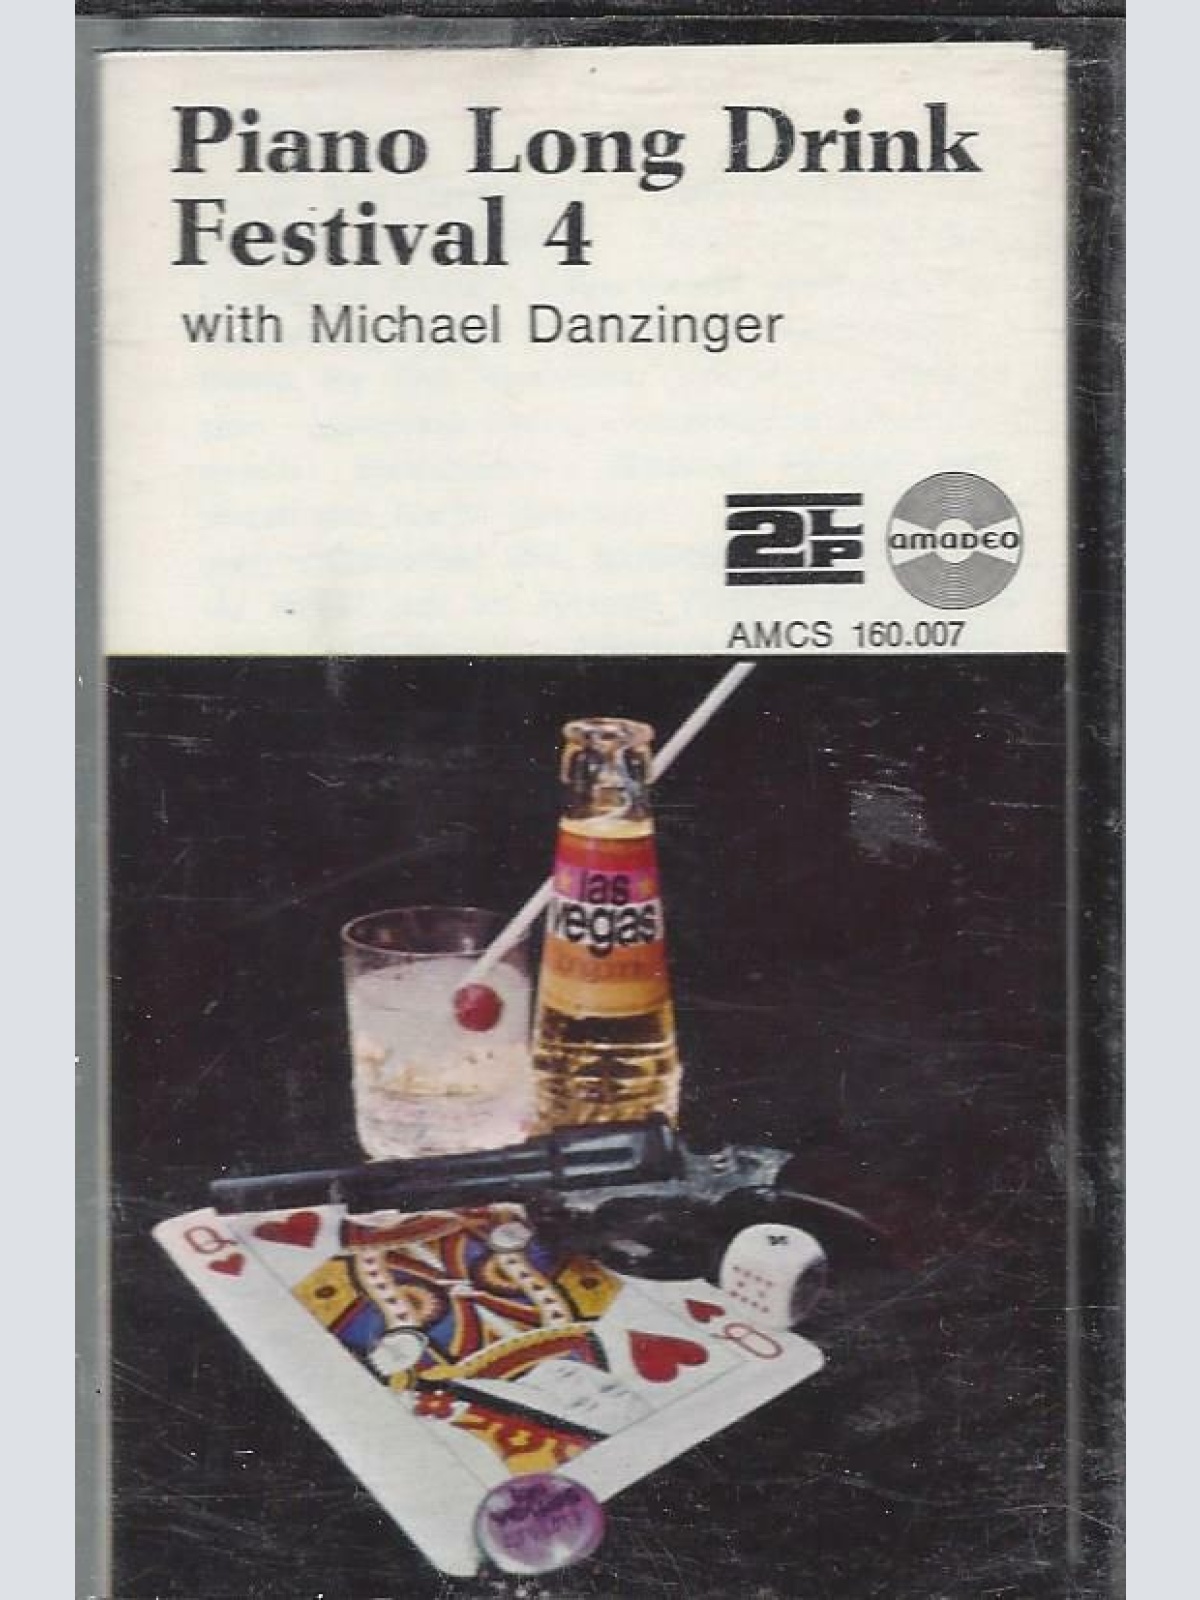 Piano Long Drink
Festival 4
with Michael Danzinger
2LP
amaDEO
AMCS 160.007
las
vegas
Q
Q